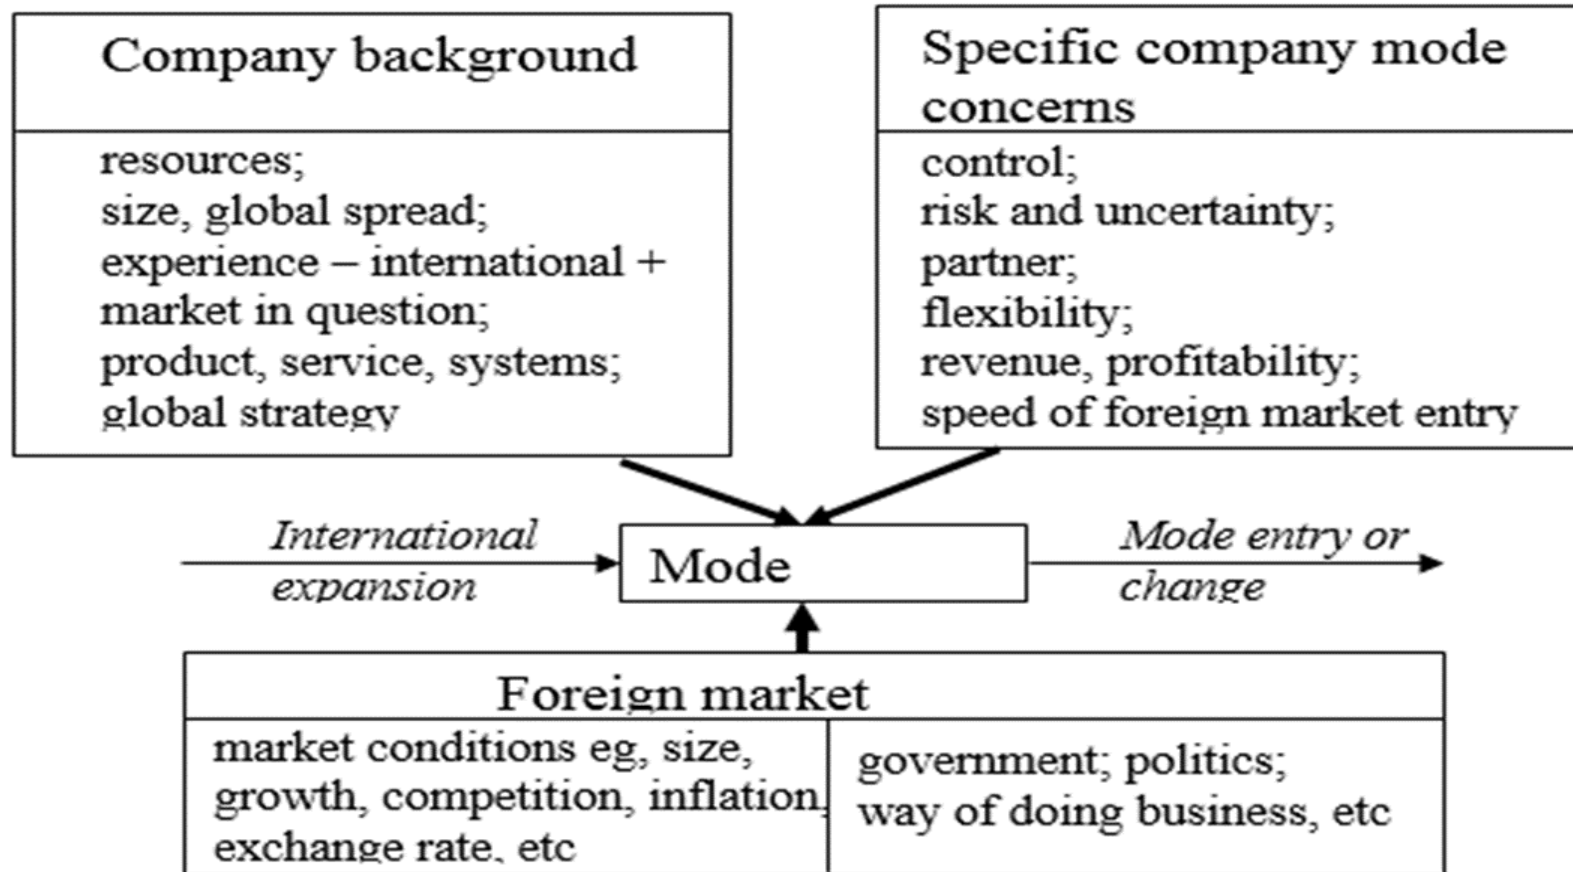 Company background
resources;
size, global spread;
experience – international +
market in question;
product, service, systems;
global strategy
Specific company mode
concerns
control;
risk and uncertainty;
partner;
flexibility;
revenue, profitability;
speed of foreign market entry
International
expansion
Mode
Mode entry or
change
Foreign market
market conditions eg, size,
growth, competition, inflation,
exchange rate, etc
government; politics;
way of doing business, etc